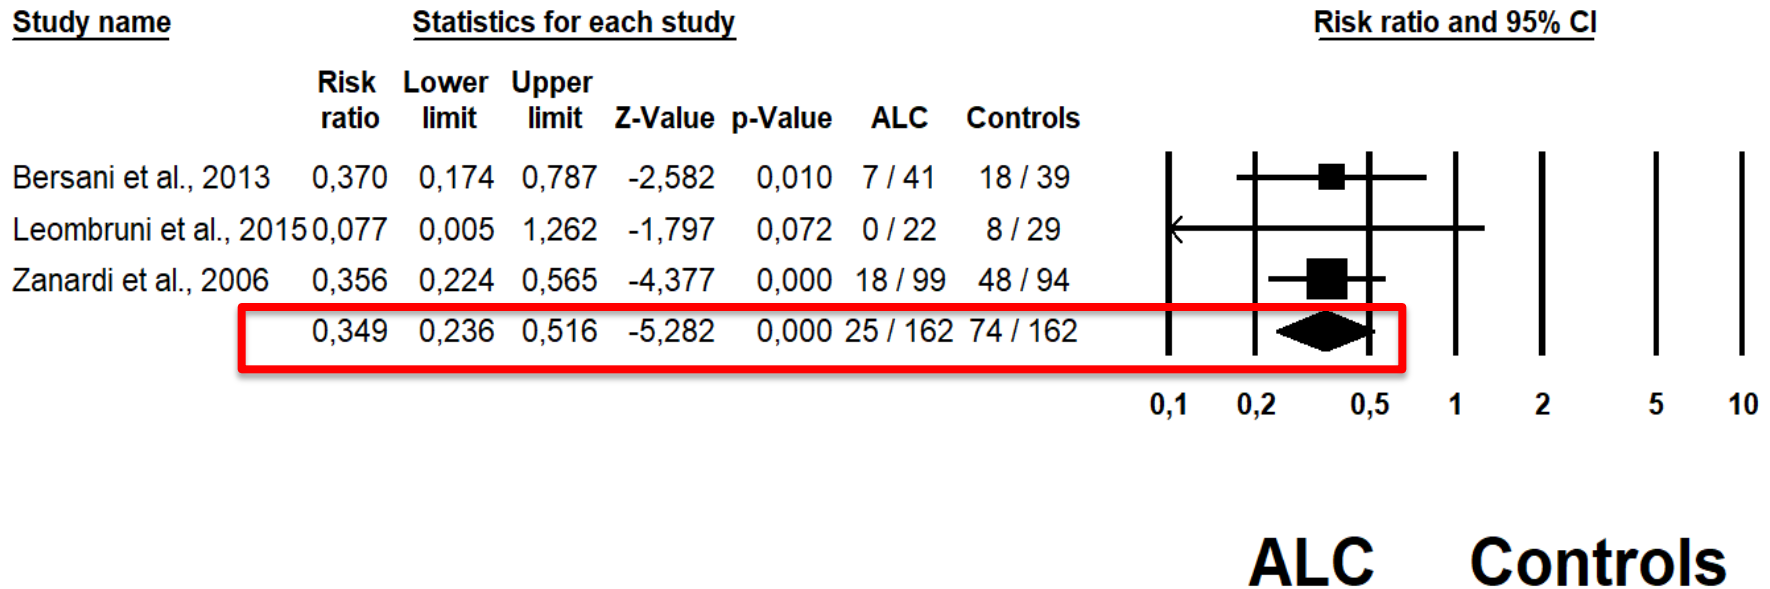 Study name Statistics for each study Risk ratio and 95% CI
Risk Lower Upper
ratio limit limit Z-Value p-Value ALC Controls
Bersani et al., 2013 0,370 0,174 0,787 -2,582 0,010 7 / 41 18 / 39
Leombruni et al., 2015 0,077 0,005 1,262 -1,797 0,072 0 / 22 8 / 29
Zanardi et al., 2006 0,356 0,224 0,565 -4,377 0,000 18 / 99 48 / 94
0,349 0,236 0,516 -5,282 0,000 25 / 162 74 / 162
0,1 0,2 0,5 1 2 5 10
ALC Controls